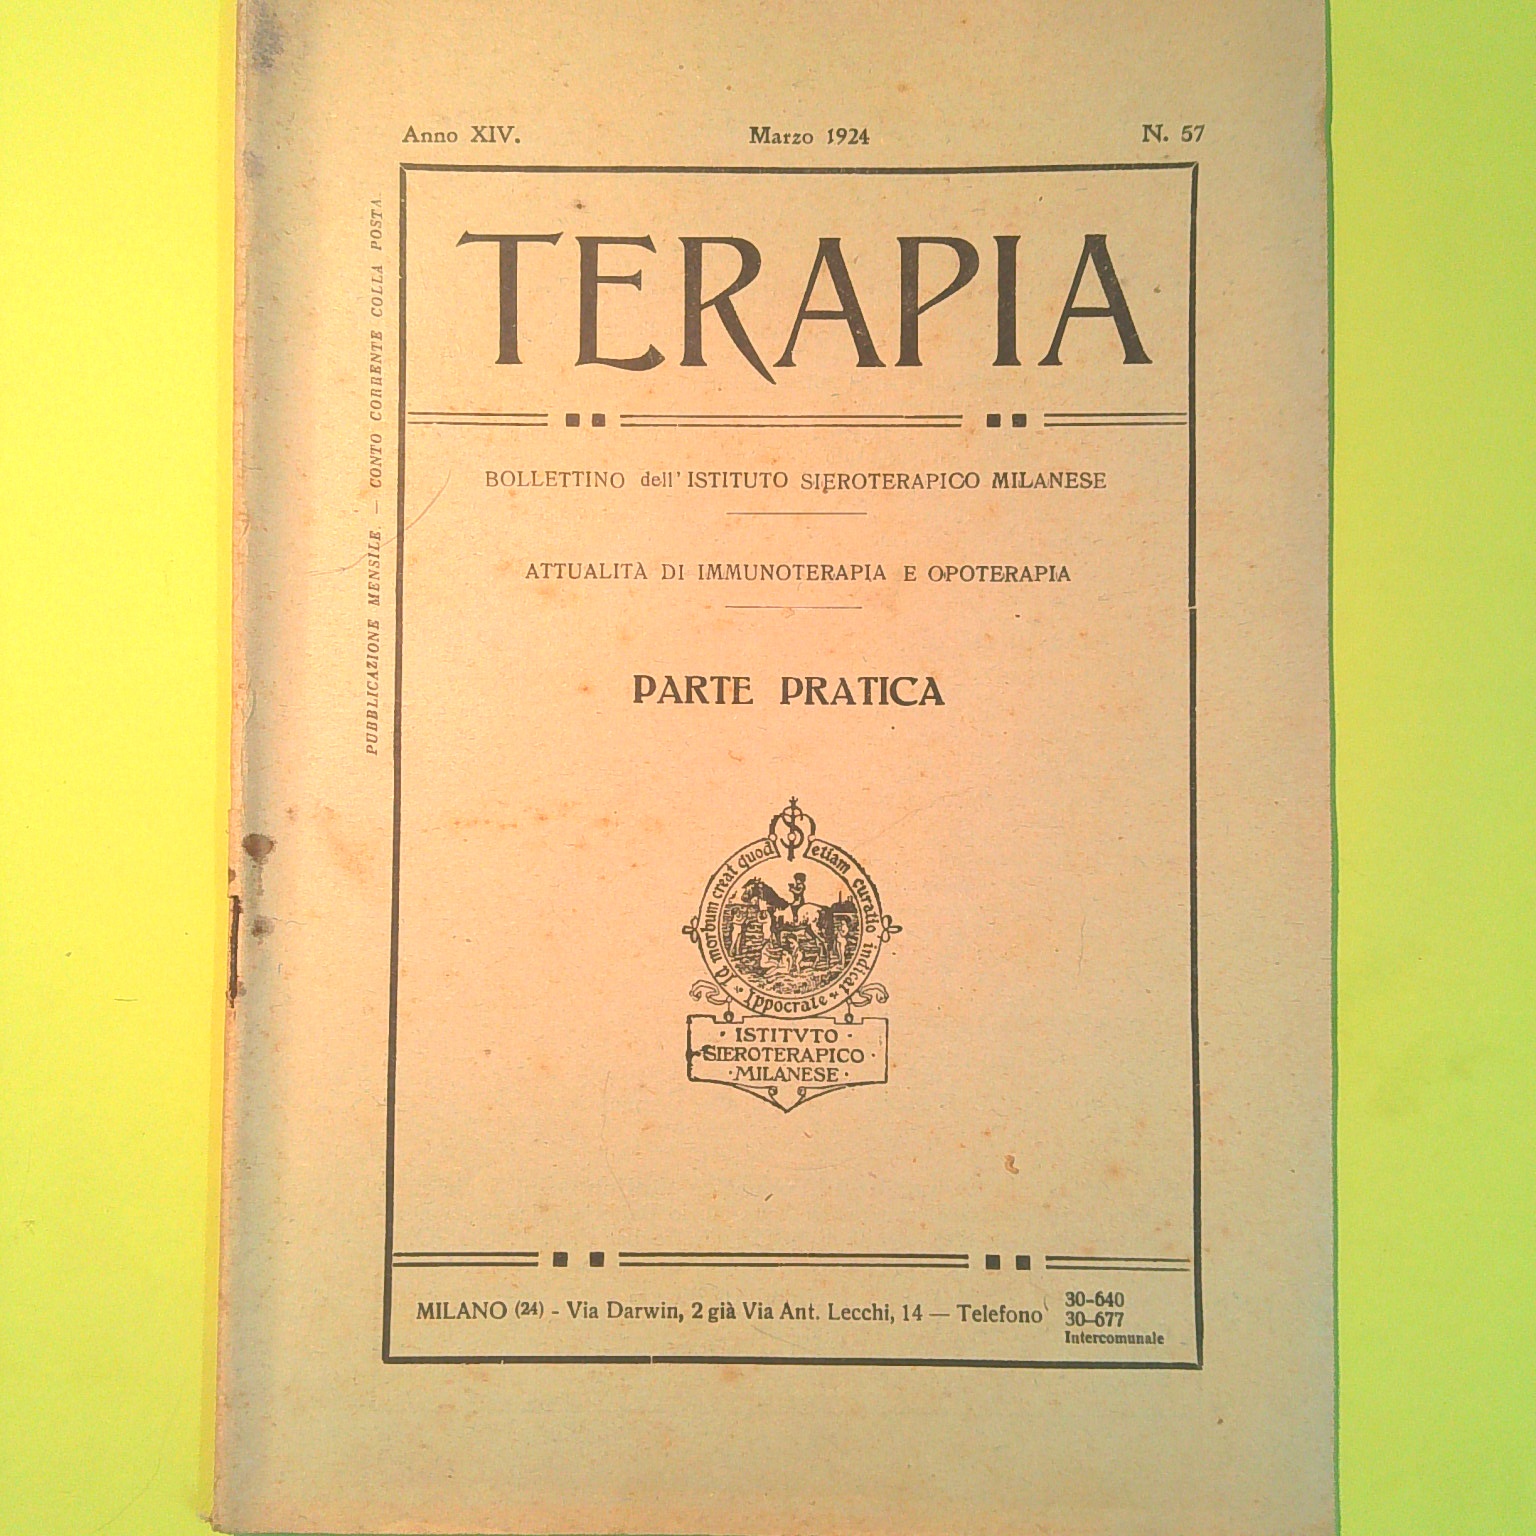 Anno XIV. Marzo 1924 N. 57
PUBBLICAZIONE MENSILE. — CONTO CORRENTE COLLA POSTA
TERAPIA
BOLLETTINO dell' ISTITUTO SIEROTERAPICO MILANESE
ATTUALITÀ DI IMMUNOTERAPIA E OPOTERAPIA
PARTE PRATICA
Id morbum creat quod etiam curatio indicat
Ippocrate
· ISTITVTO ·
SIEROTERAPICO ·
· MILANESE ·
MILANO (24) - Via Darwin, 2 già Via Ant. Lecchi, 14 — Telefono 30-640
30-677
Intercomunale